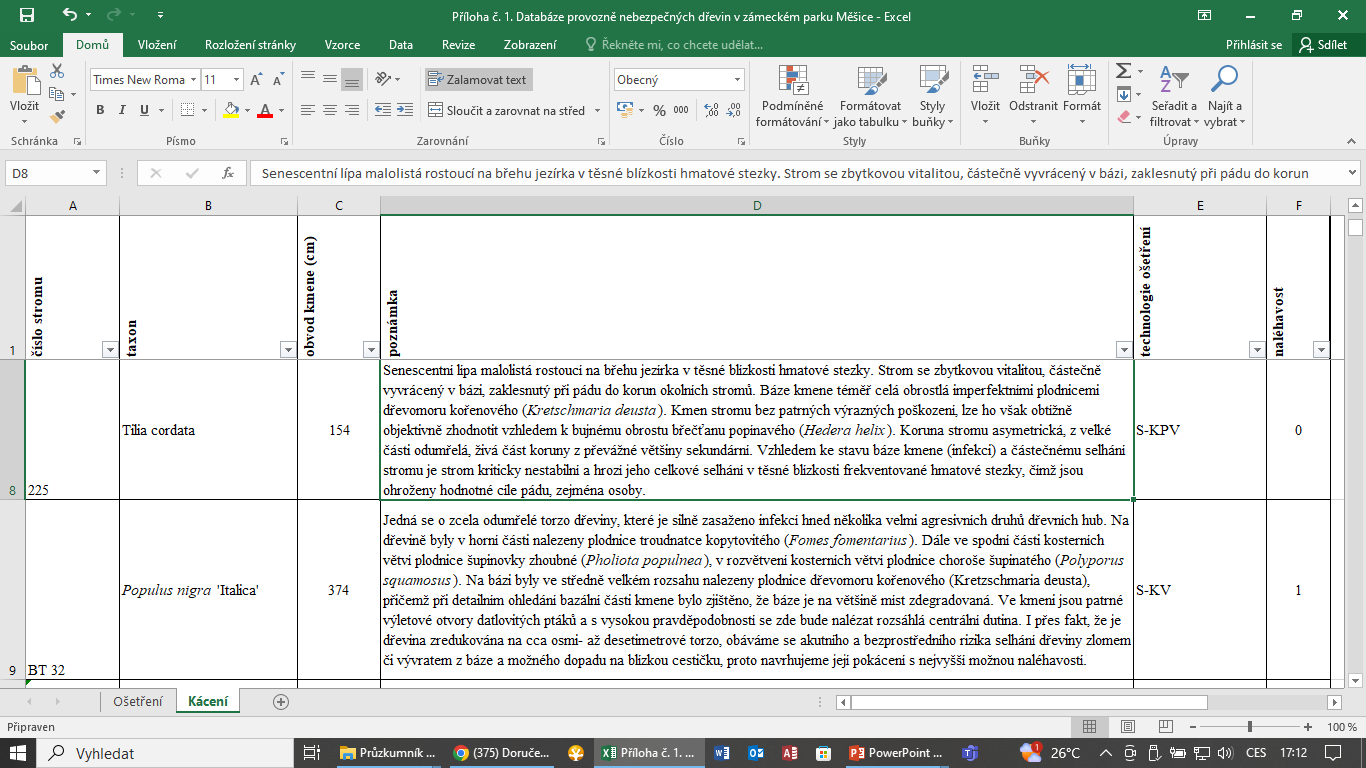 Příloha č. 1. Databáze provozně nebezpečných dřevin v zámeckém parku Měšice - Excel
Soubor Domů Vložení Rozložení stránky Vzorce Data Revize Zobrazení Řekněte mi, co chcete udělat... Přihlásit se Sdílet
Vložit
Schránka
Times New Roma 11
B I U
Písmo
Zalamovat text
Sloučit a zarovnat na střed
Zarovnání
Obecný
% 000
Číslo
Podmíněné formátování
Formátovat jako tabulku
Styly buňky
Styly
Vložit Odstranit Formát
Buňky
Seřadit a filtrovat
Najít a vybrat
Úpravy
D8 fx Senescentní lípa malolistá rostoucí na břehu jezírka v těsné blízkosti hmatové stezky. Strom se zbytkovou vitalitou, částečně vyvrácený v bázi, zaklesnutý při pádu do korun
A B C D E F
1 číslo stromu taxon obvod kmene (cm) poznámka technologie ošetření naléhavost
Senescentní lípa malolistá rostoucí na břehu jezírka v těsné blízkosti hmatové stezky. Strom se zbytkovou vitalitou, částečně
vyvrácený v bázi, zaklesnutý při pádu do korun okolních stromů. Báze kmene téměř celá obrostlá imperfektními plodnicemi
dřevomoru kořenového (Kretschmaria deusta). Kmen stromu bez patrných výrazných poškození, lze ho však obtížně
Tilia cordata 154 objektivně zhodnotit vzhledem k bujnému obrostu břečťanu popínavého (Hedera helix). Koruna stromu asymetrická, z velké S-KPV 0
části odumřelá, živá část koruny z převážné většiny sekundární. Vzhledem ke stavu báze kmene (infekci) a částečnému selhání
stromu je strom kriticky nestabilní a hrozí jeho celkové selhání v těsné blízkosti frekventované hmatové stezky, čímž jsou
8 225 ohroženy hodnotné cíle pádu, zejména osoby.
Jedná se o zcela odumřelé torzo dřeviny, které je silně zasaženo infekcí hned několika velmi agresivních druhů dřevních hub. Na
dřevině byly v horní části nalezeny plodnice troudnatce kopytovitého (Fomes fomentarius). Dále ve spodní části kosterních
větví plodnice šupinovky zhoubné (Pholiota populnea), v rozvětvení kosterních větví plodnice choroše šupinatého (Polyporus
squamosus). Na bázi byly ve středně velkém rozsahu nalezeny plodnice dřevomoru kořenového (Kretzschmaria deusta),
Populus nigra 'Italica' 374 přičemž při detailním ohledání bazální části kmene bylo zjištěno, že báze je na většině míst zdegradovaná. Ve kmeni jsou patrné S-KV 1
výletové otvory datlovitých ptáků a s vysokou pravděpodobností se zde bude nalézat rozsáhlá centrální dutina. I přes fakt, že je
dřevina zredukována na cca osmi- až desetimetrové torzo, obáváme se akutního a bezprostředního rizika selhání dřeviny zlomem
9 BT 32 či vývratem z báze a možného dopadu na blízkou cestičku, proto navrhujeme její pokácení s nejvyšší možnou naléhavostí.
Ošetření Kácení
Připraven 100 %
Vyhledat Průzkumník ... (375) Doruče... Příloha č. 1. ... PowerPoint ... 1 26°C CES 17:12